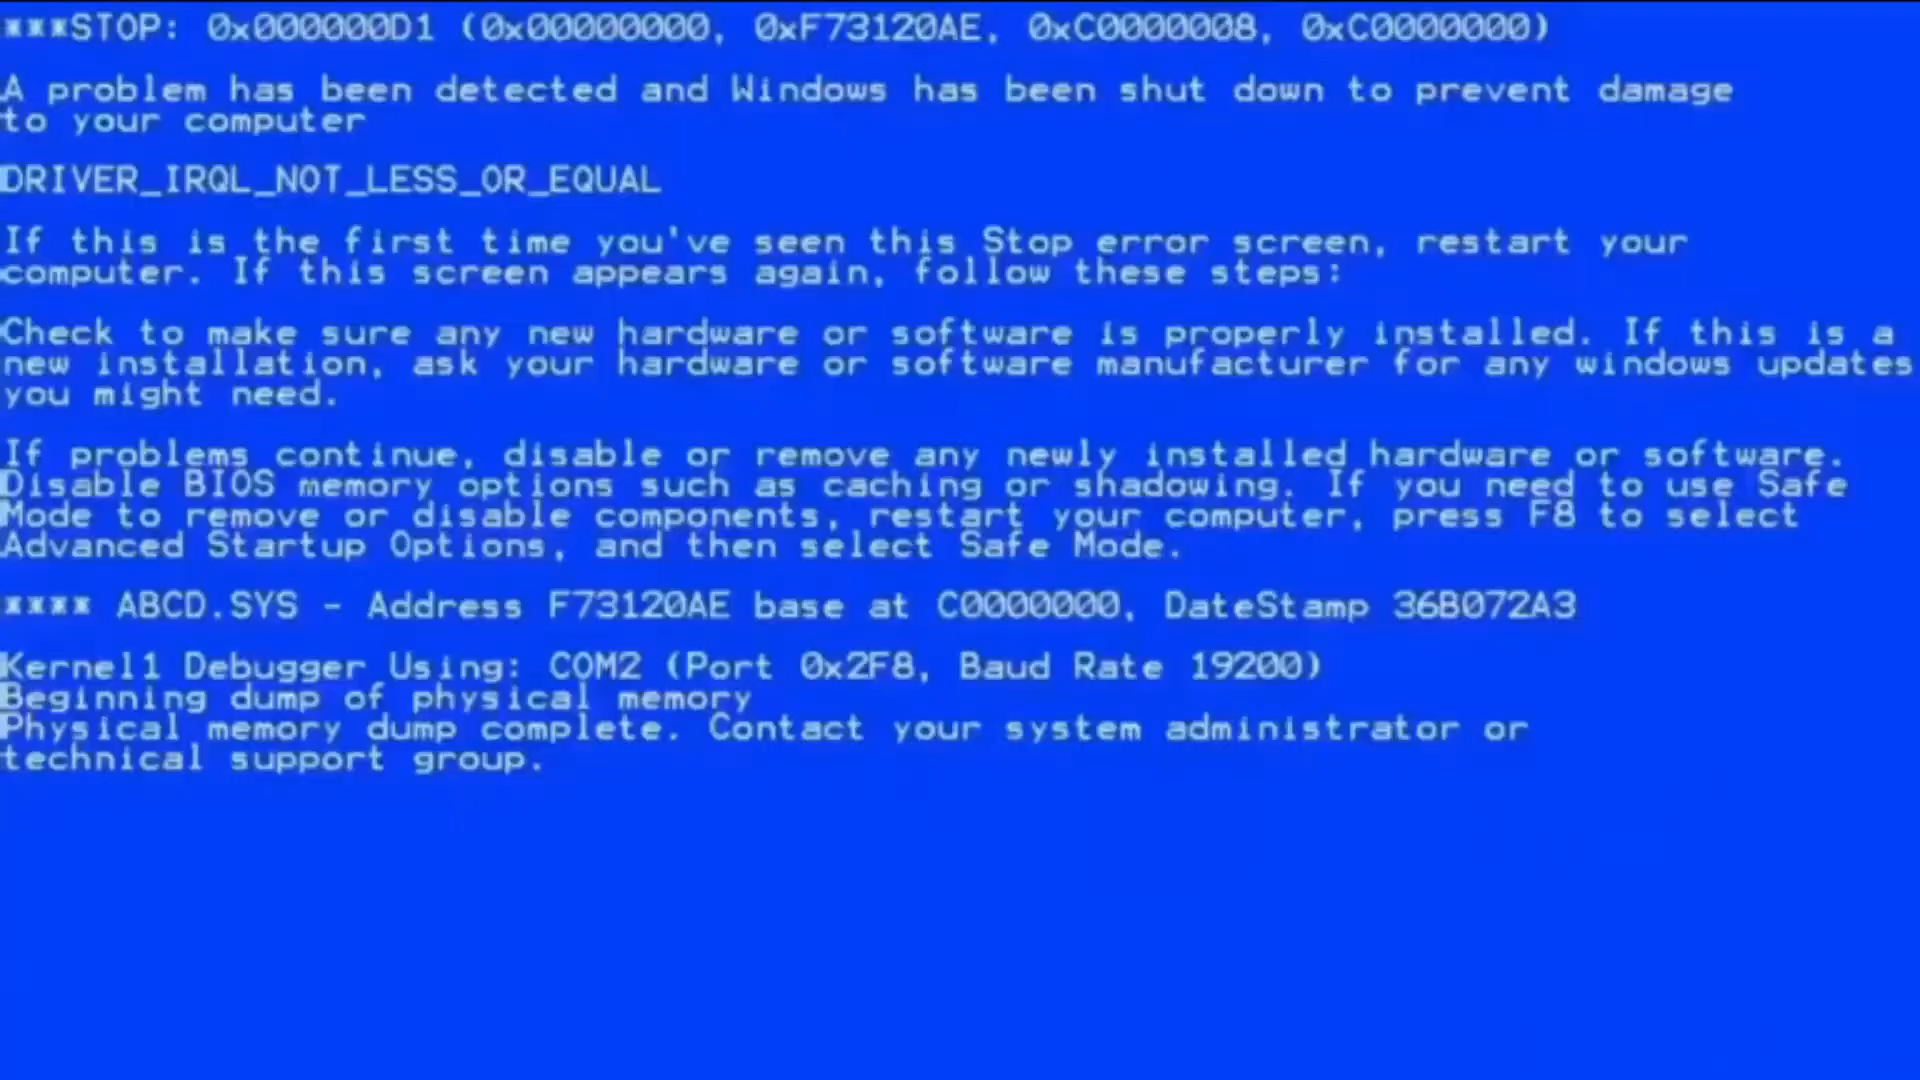 ***STOP: 0x000000D1 (0x00000000, 0xF73120AE, 0xC0000008, 0xC0000000)
A problem has been detected and Windows has been shut down to prevent damage
to your computer
DRIVER_IRQL_NOT_LESS_OR_EQUAL
If this is the first time you've seen this Stop error screen, restart your
computer. If this screen appears again, follow these steps:
Check to make sure any new hardware or software is properly installed. If this is a
new installation, ask your hardware or software manufacturer for any windows updates
you might need.
If problems continue, disable or remove any newly installed hardware or software.
Disable BIOS memory options such as caching or shadowing. If you need to use Safe
Mode to remove or disable components, restart your computer, press F8 to select
Advanced Startup Options, and then select Safe Mode.
**** ABCD.SYS - Address F73120AE base at C0000000, DateStamp 36B072A3
Kernel1 Debugger Using: COM2 (Port 0x2F8, Baud Rate 19200)
Beginning dump of physical memory
Physical memory dump complete. Contact your system administrator or
technical support group.